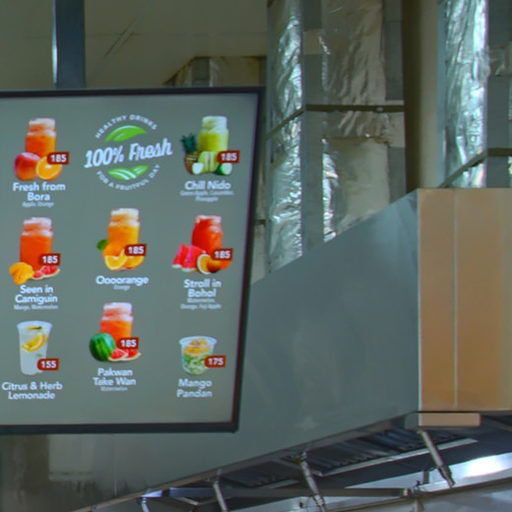 HEALTHY DRINKS
100% Fresh
FOR A FRUITFUL DAY
185
Fresh from
Bora
Apple, Orange
185
Chill Nido
Green Apple, Cucumber,
Pineapple
185
Seen in
Camiguin
Mango, Watermelon
185
Oooorange
Orange
185
Stroll in
Bohol
Watermelon,
Orange, Fuji Apple
155
Citrus & Herb
Lemonade
185
Pakwan
Take Wan
Watermelon
175
Mango
Pandan